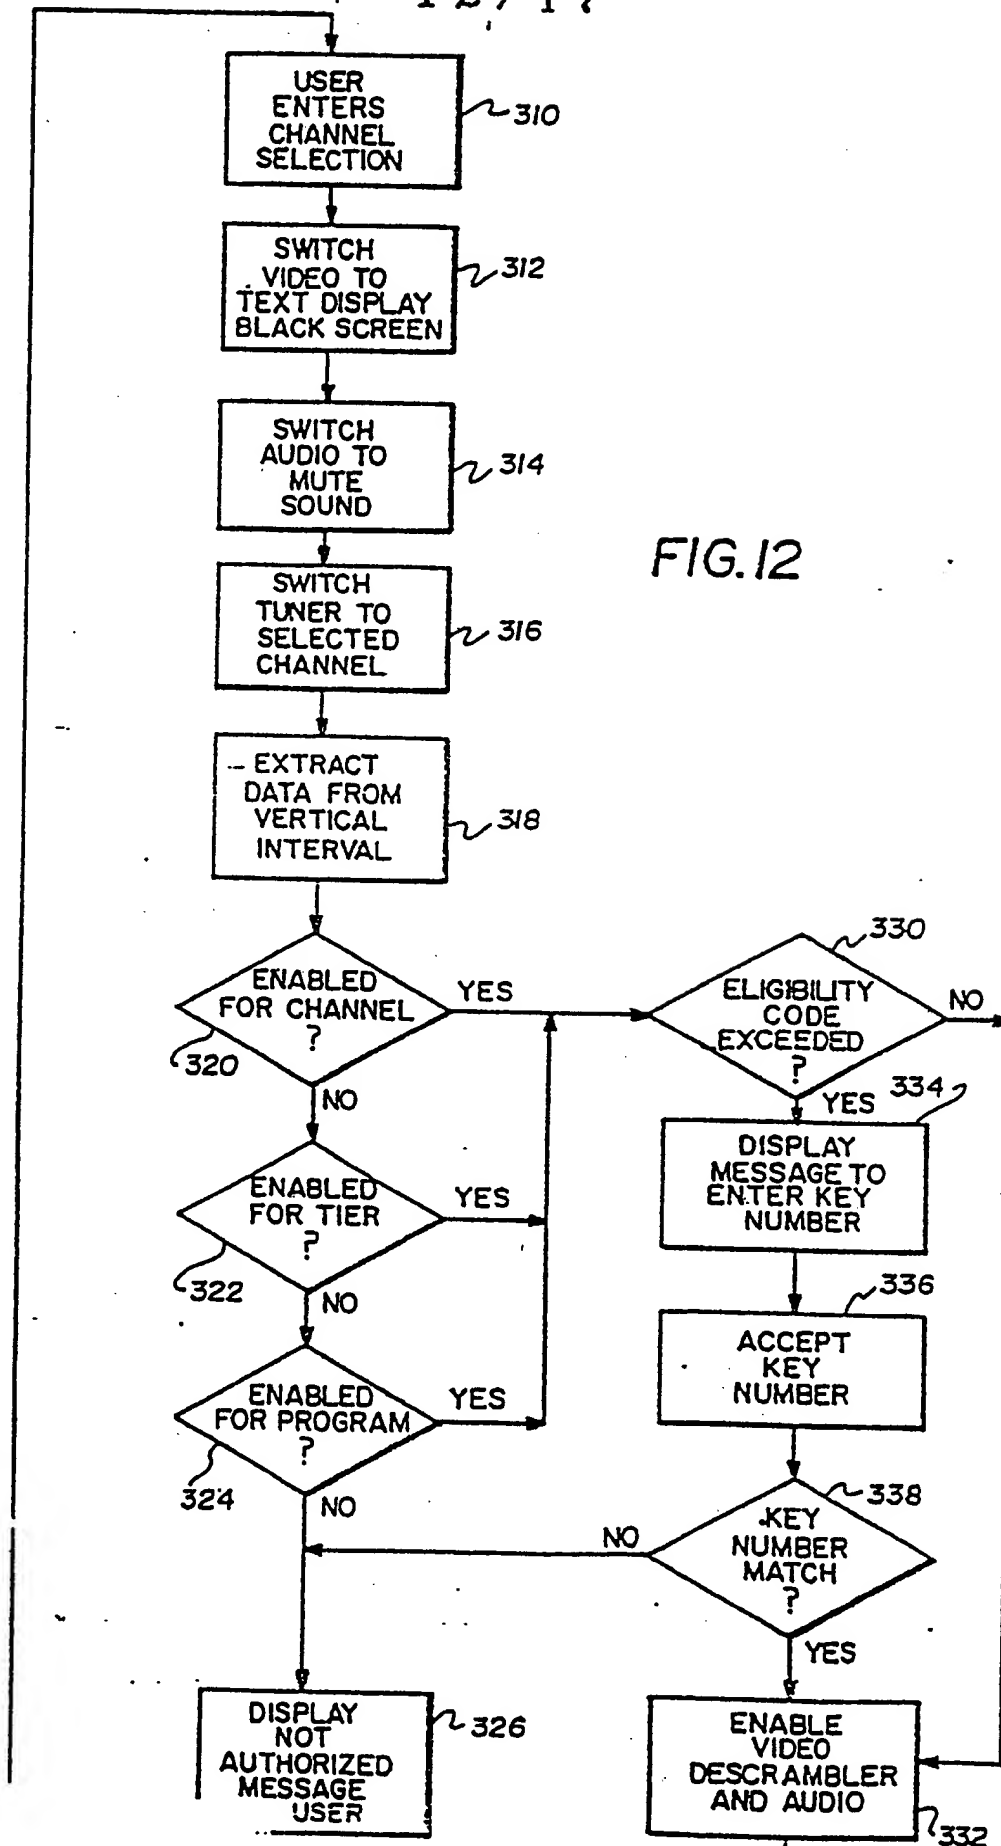 USER
ENTERS
CHANNEL
SELECTION
310
SWITCH
VIDEO TO
TEXT DISPLAY
BLACK SCREEN
312
SWITCH
AUDIO TO
MUTE
SOUND
314
FIG.12
SWITCH
TUNER TO
SELECTED
CHANNEL
316
EXTRACT
DATA FROM
VERTICAL
INTERVAL
318
ENABLED
FOR CHANNEL
?
320
YES
NO
330
ELIGIBILITY
CODE
EXCEEDED
?
NO
YES
334
DISPLAY
MESSAGE TO
ENTER KEY
NUMBER
ENABLED
FOR TIER
?
322
YES
NO
336
ACCEPT
KEY
NUMBER
ENABLED
FOR PROGRAM
?
324
YES
NO
338
KEY
NUMBER
MATCH
?
NO
YES
DISPLAY
NOT
AUTHORIZED
MESSAGE
USER
326
ENABLE
VIDEO
DESCRAMBLER
AND AUDIO
332